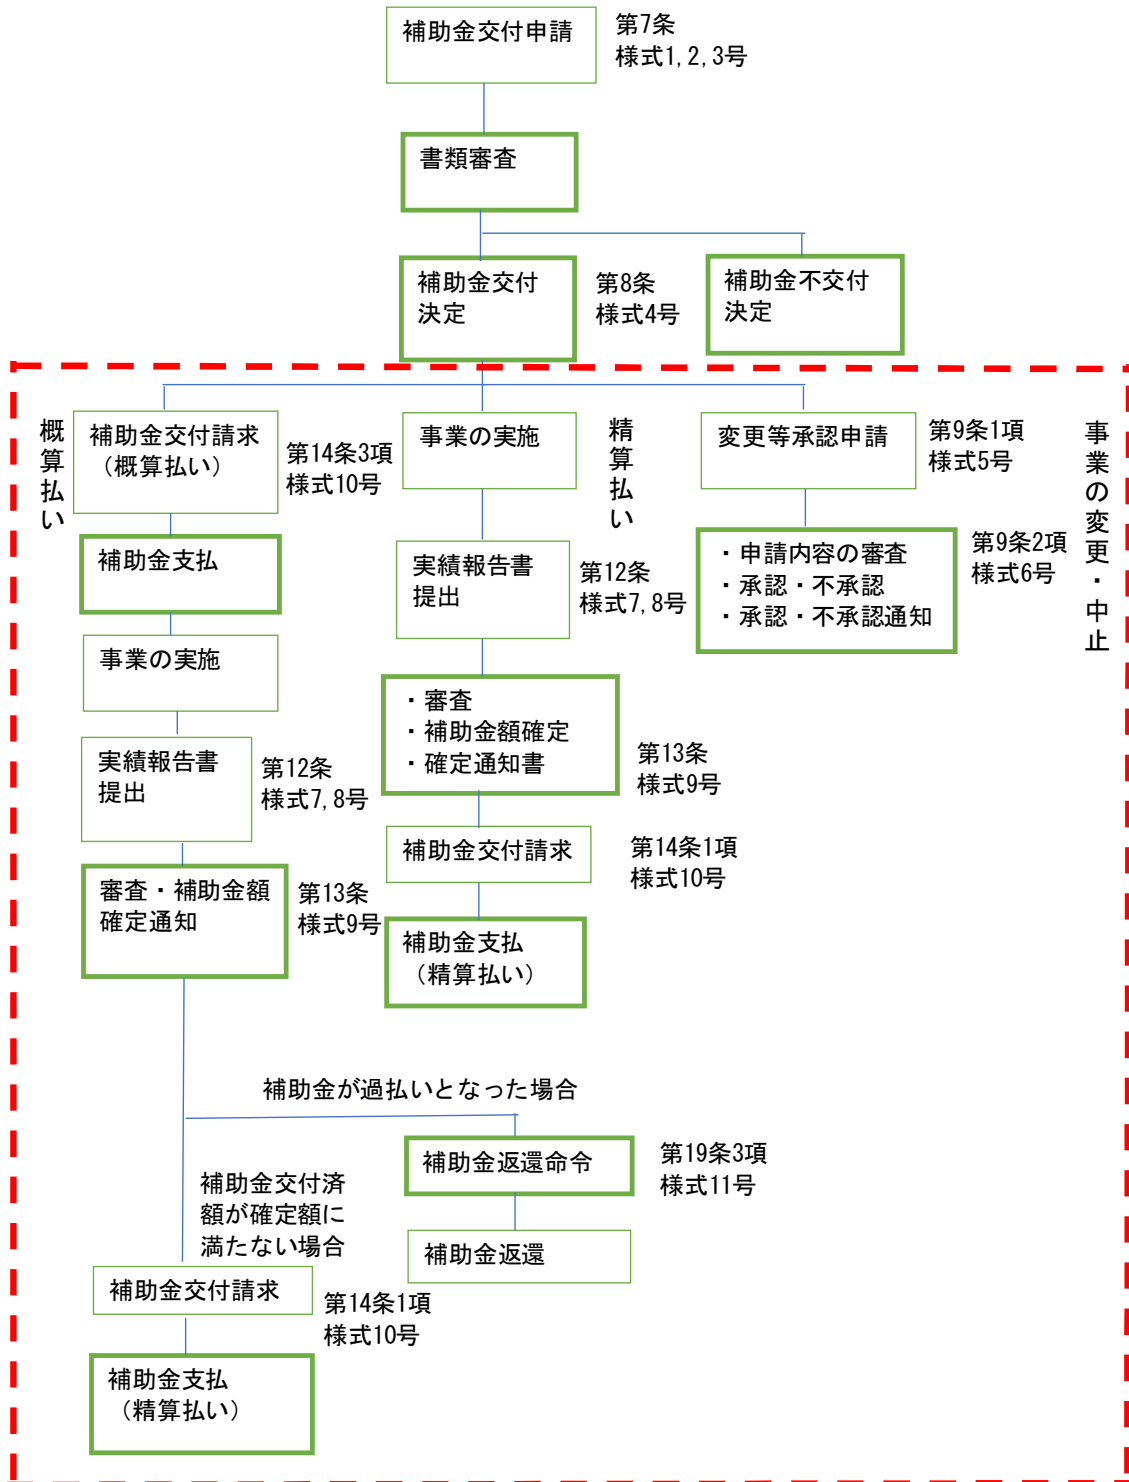 補助金交付申請
第7条
様式1,2,3号
書類審査
補助金交付
決定
第8条
様式4号
補助金不交付
決定
概算払い
補助金交付請求
（概算払い）
第14条3項
様式10号
補助金支払
事業の実施
実績報告書
提出
第12条
様式7,8号
審査・補助金額
確定通知
第13条
様式9号
事業の実施
精算払い
実績報告書
提出
第12条
様式7,8号
・審査
・補助金額確定
・確定通知書
第13条
様式9号
補助金交付請求
第14条1項
様式10号
補助金支払
（精算払い）
変更等承認申請
第9条1項
様式5号
・申請内容の審査
・承認・不承認
・承認・不承認通知
第9条2項
様式6号
事業の変更・中止
補助金が過払いとなった場合
補助金返還命令
第19条3項
様式11号
補助金返還
補助金交付済
額が確定額に
満たない場合
補助金交付請求
第14条1項
様式10号
補助金支払
（精算払い）